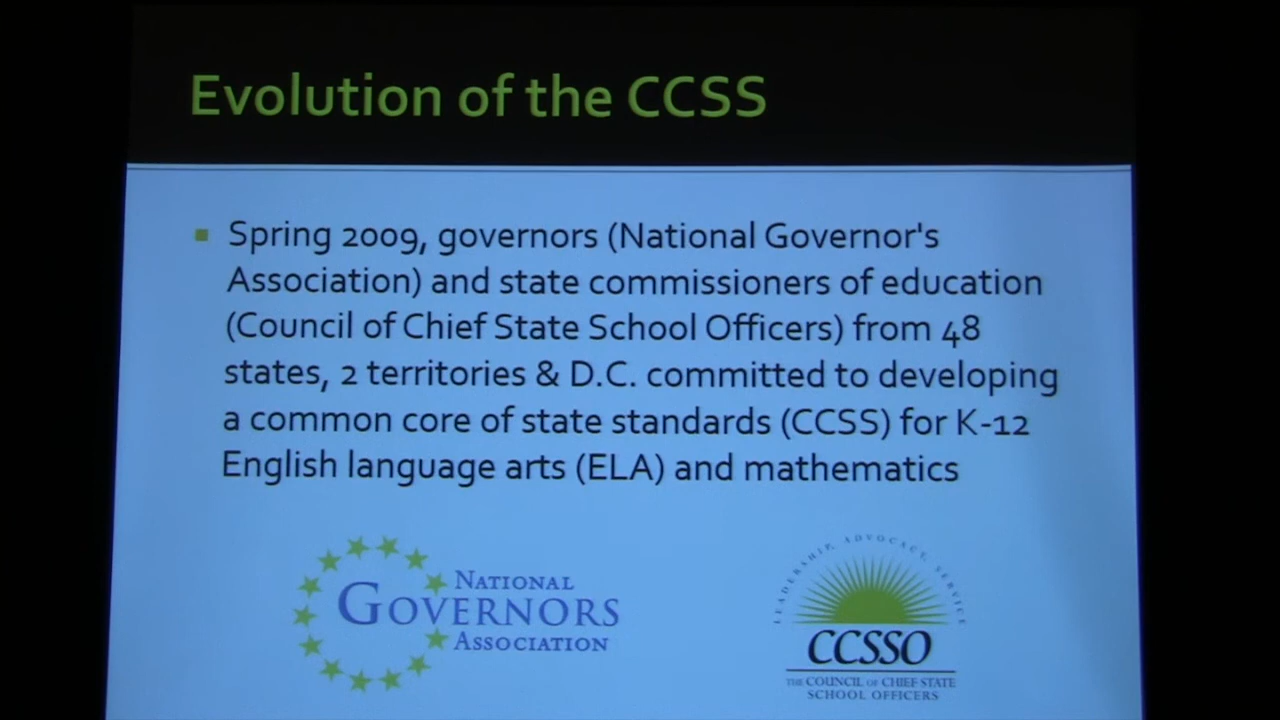 Evolution of the CCSS
Spring 2009, governors (National Governor's
Association) and state commissioners of education
(Council of Chief State School Officers) from 48
states, 2 territories & D.C. committed to developing
a common core of state standards (CCSS) for K-12
English language arts (ELA) and mathematics
NATIONAL
GOVERNORS
ASSOCIATION
LEADERSHIP, ADVOCACY, SERVICE
CCSSO
THE COUNCIL OF CHIEF STATE
SCHOOL OFFICERS